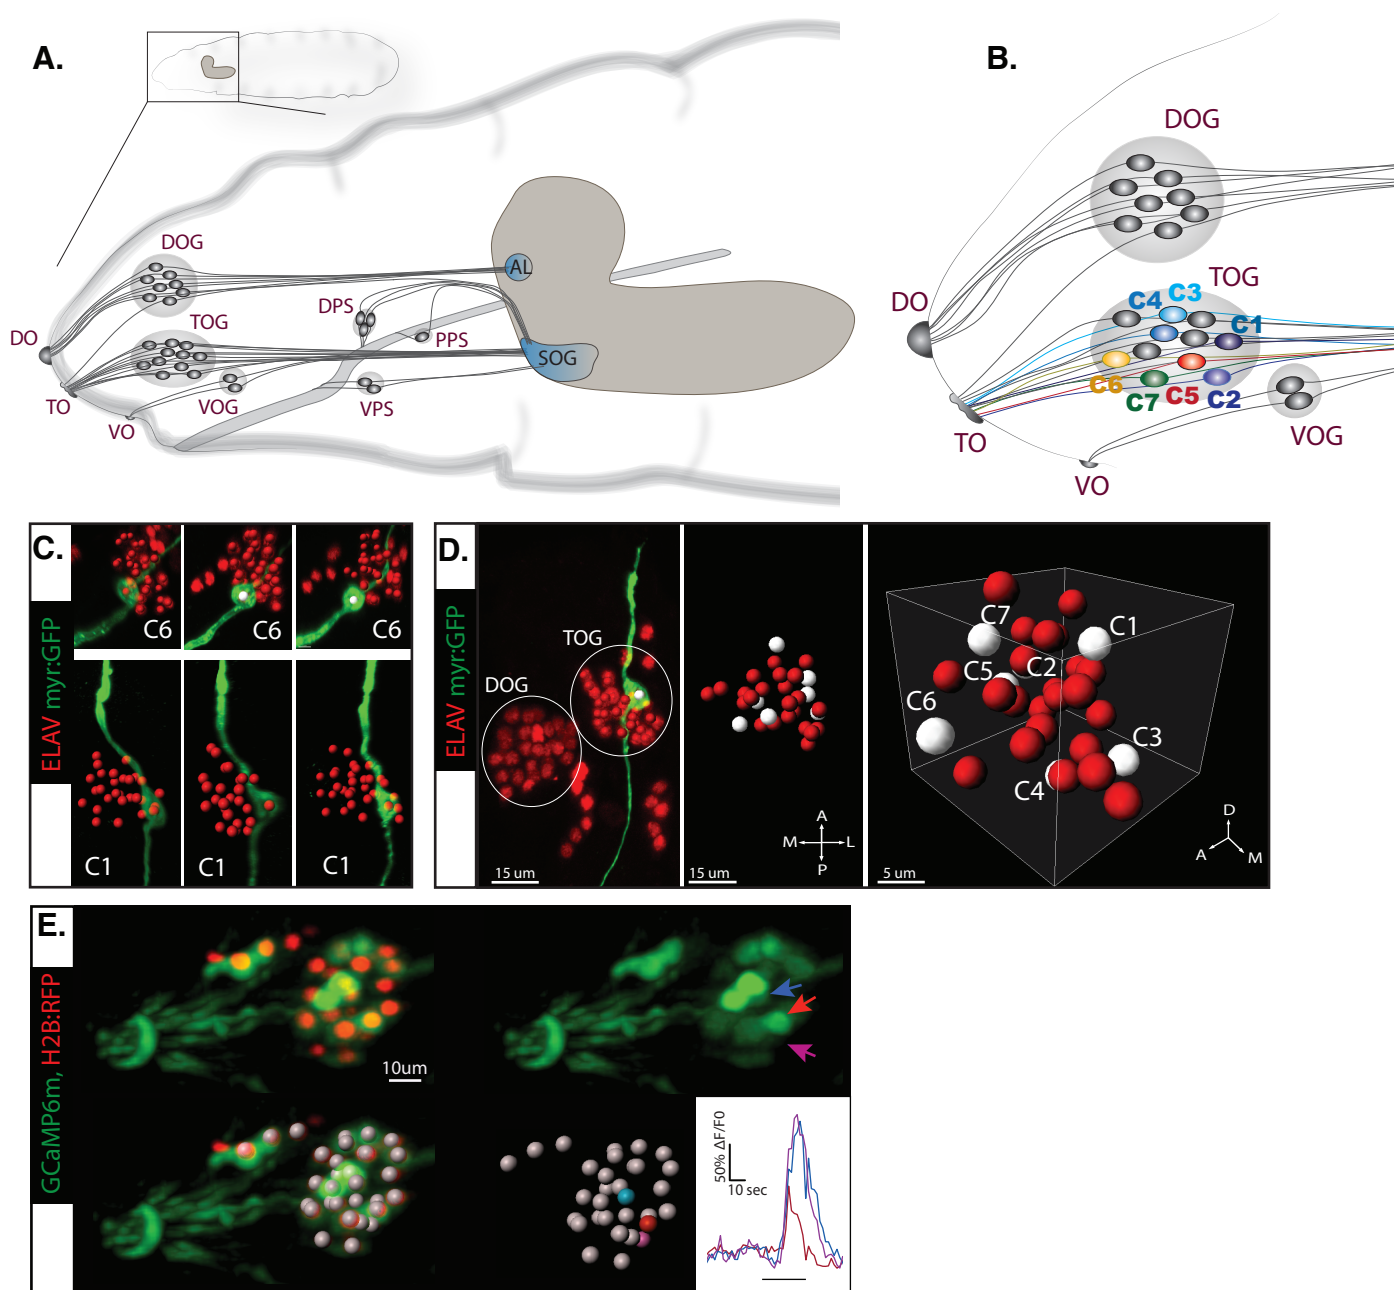 A.
DOG
TOG
DO
TO
VO
VOG
DPS
PPS
VPS
AL
SOG
B.
DOG
TOG
DO
C4
C3
C1
C6
C7
C5
C2
TO
VO
VOG
C.
ELAV myr:GFP
C6
C6
C6
C1
C1
C1
D.
ELAV myr:GFP
DOG
TOG
15 um
A
M
L
P
15 um
C7
C1
C2
C5
C6
C3
C4
D
A
M
5 um
E.
GCaMP6m, H2B:RFP
10um
50% ΔF/F0
10 sec